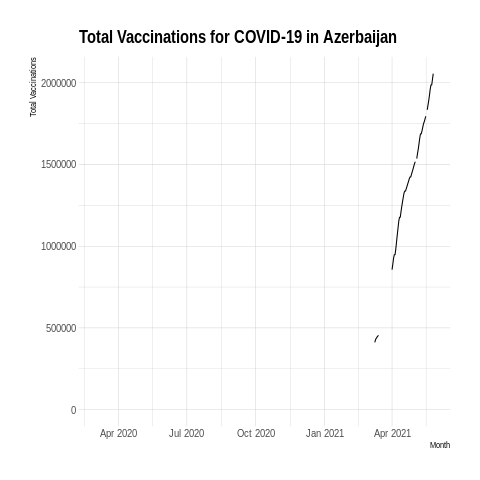 Total Vaccinations for COVID-19 in Azerbaijan
Total Vaccinations
2000000
1500000
1000000
500000
0
Apr 2020 Jul 2020 Oct 2020 Jan 2021 Apr 2021
Month